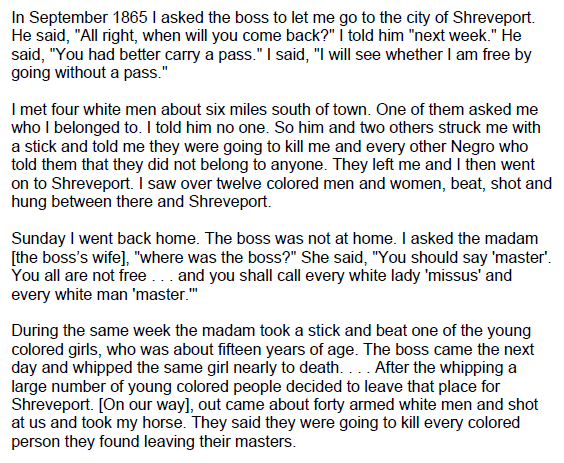 In September 1865 I asked the boss to let me go to the city of Shreveport.
He said, "All right, when will you come back?" I told him "next week." He
said, "You had better carry a pass." I said, "I will see whether I am free by
going without a pass."
I met four white men about six miles south of town. One of them asked me
who I belonged to. I told him no one. So him and two others struck me with
a stick and told me they were going to kill me and every other Negro who
told them that they did not belong to anyone. They left me and I then went
on to Shreveport. I saw over twelve colored men and women, beat, shot and
hung between there and Shreveport.
Sunday I went back home. The boss was not at home. I asked the madam
[the boss’s wife], "where was the boss?" She said, "You should say 'master'.
You all are not free . . . and you shall call every white lady 'missus' and
every white man 'master.'"
During the same week the madam took a stick and beat one of the young
colored girls, who was about fifteen years of age. The boss came the next
day and whipped the same girl nearly to death. . . . After the whipping a
large number of young colored people decided to leave that place for
Shreveport. [On our way], out came about forty armed white men and shot
at us and took my horse. They said they were going to kill every colored
person they found leaving their masters.